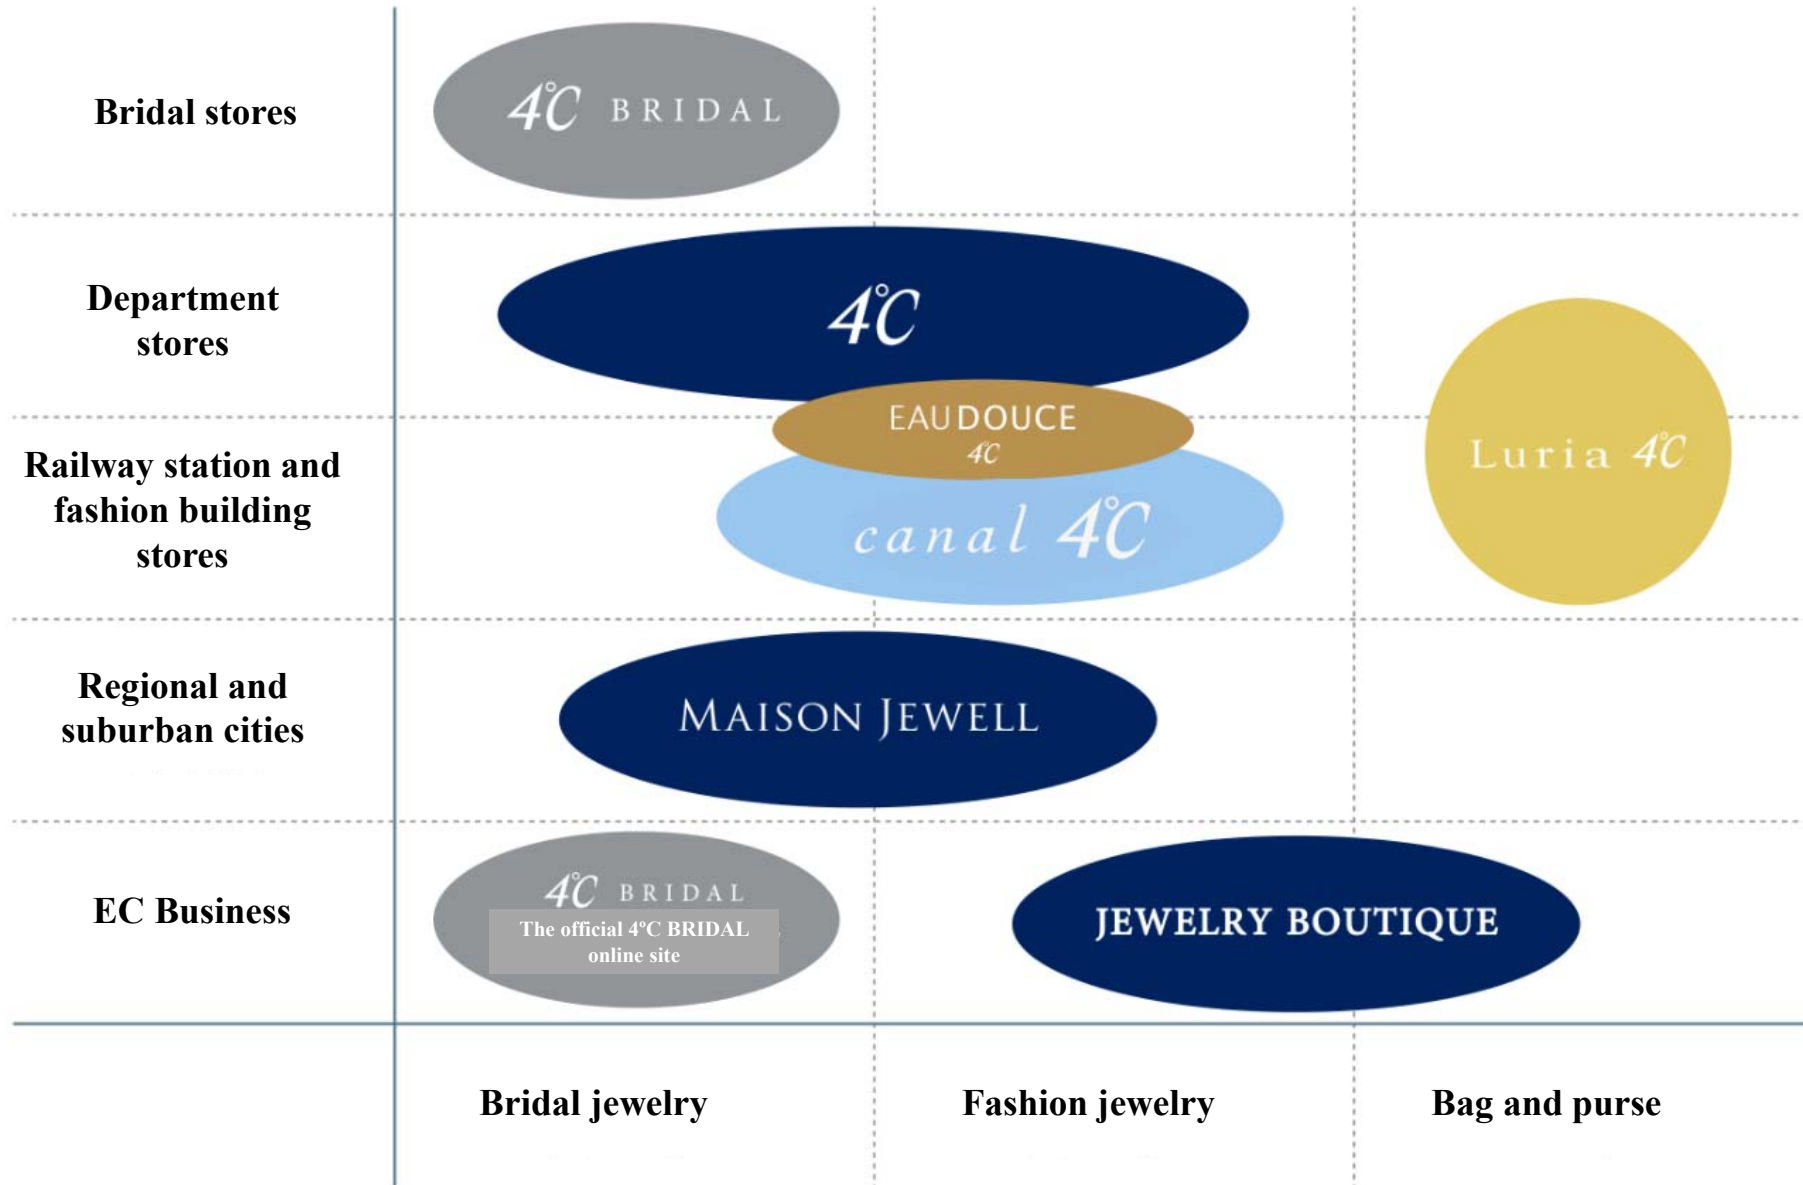 Bridal stores
4℃ BRIDAL
Department
stores
4℃
EAUDOUCE
4℃
Luria 4℃
Railway station and
fashion building
stores
canal 4℃
Regional and
suburban cities
MAISON JEWELL
EC Business
4℃ BRIDAL
The official 4°C BRIDAL
online site
JEWELRY BOUTIQUE
Bridal jewelry
Fashion jewelry
Bag and purse